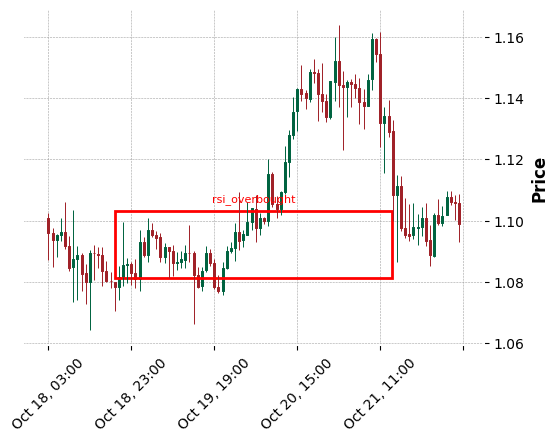 1.16
1.14
1.12
1.10
1.08
1.06
Price
rsi_overbought
Oct 18, 03:00
Oct 18, 23:00
Oct 19, 19:00
Oct 20, 15:00
Oct 21, 11:00